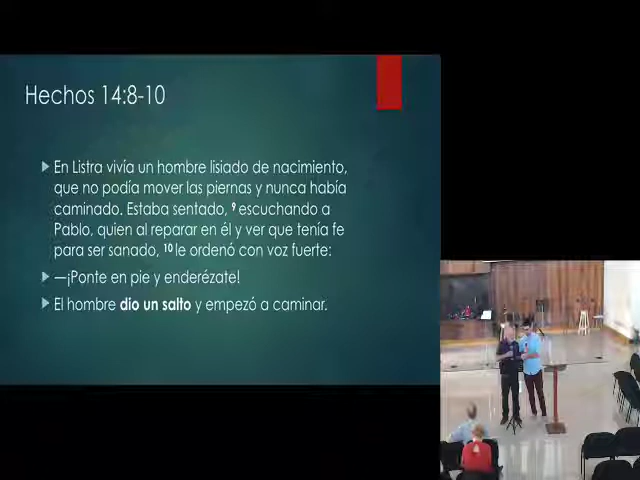 Hechos 14:8-10
En Listra vivía un hombre lisiado de nacimiento,
que no podía mover las piernas y nunca había
caminado. Estaba sentado, 9 escuchando a
Pablo, quien al reparar en él y ver que tenía fe
para ser sanado, 10 le ordenó con voz fuerte:
—¡Ponte en pie y enderézate!
El hombre dio un salto y empezó a caminar.